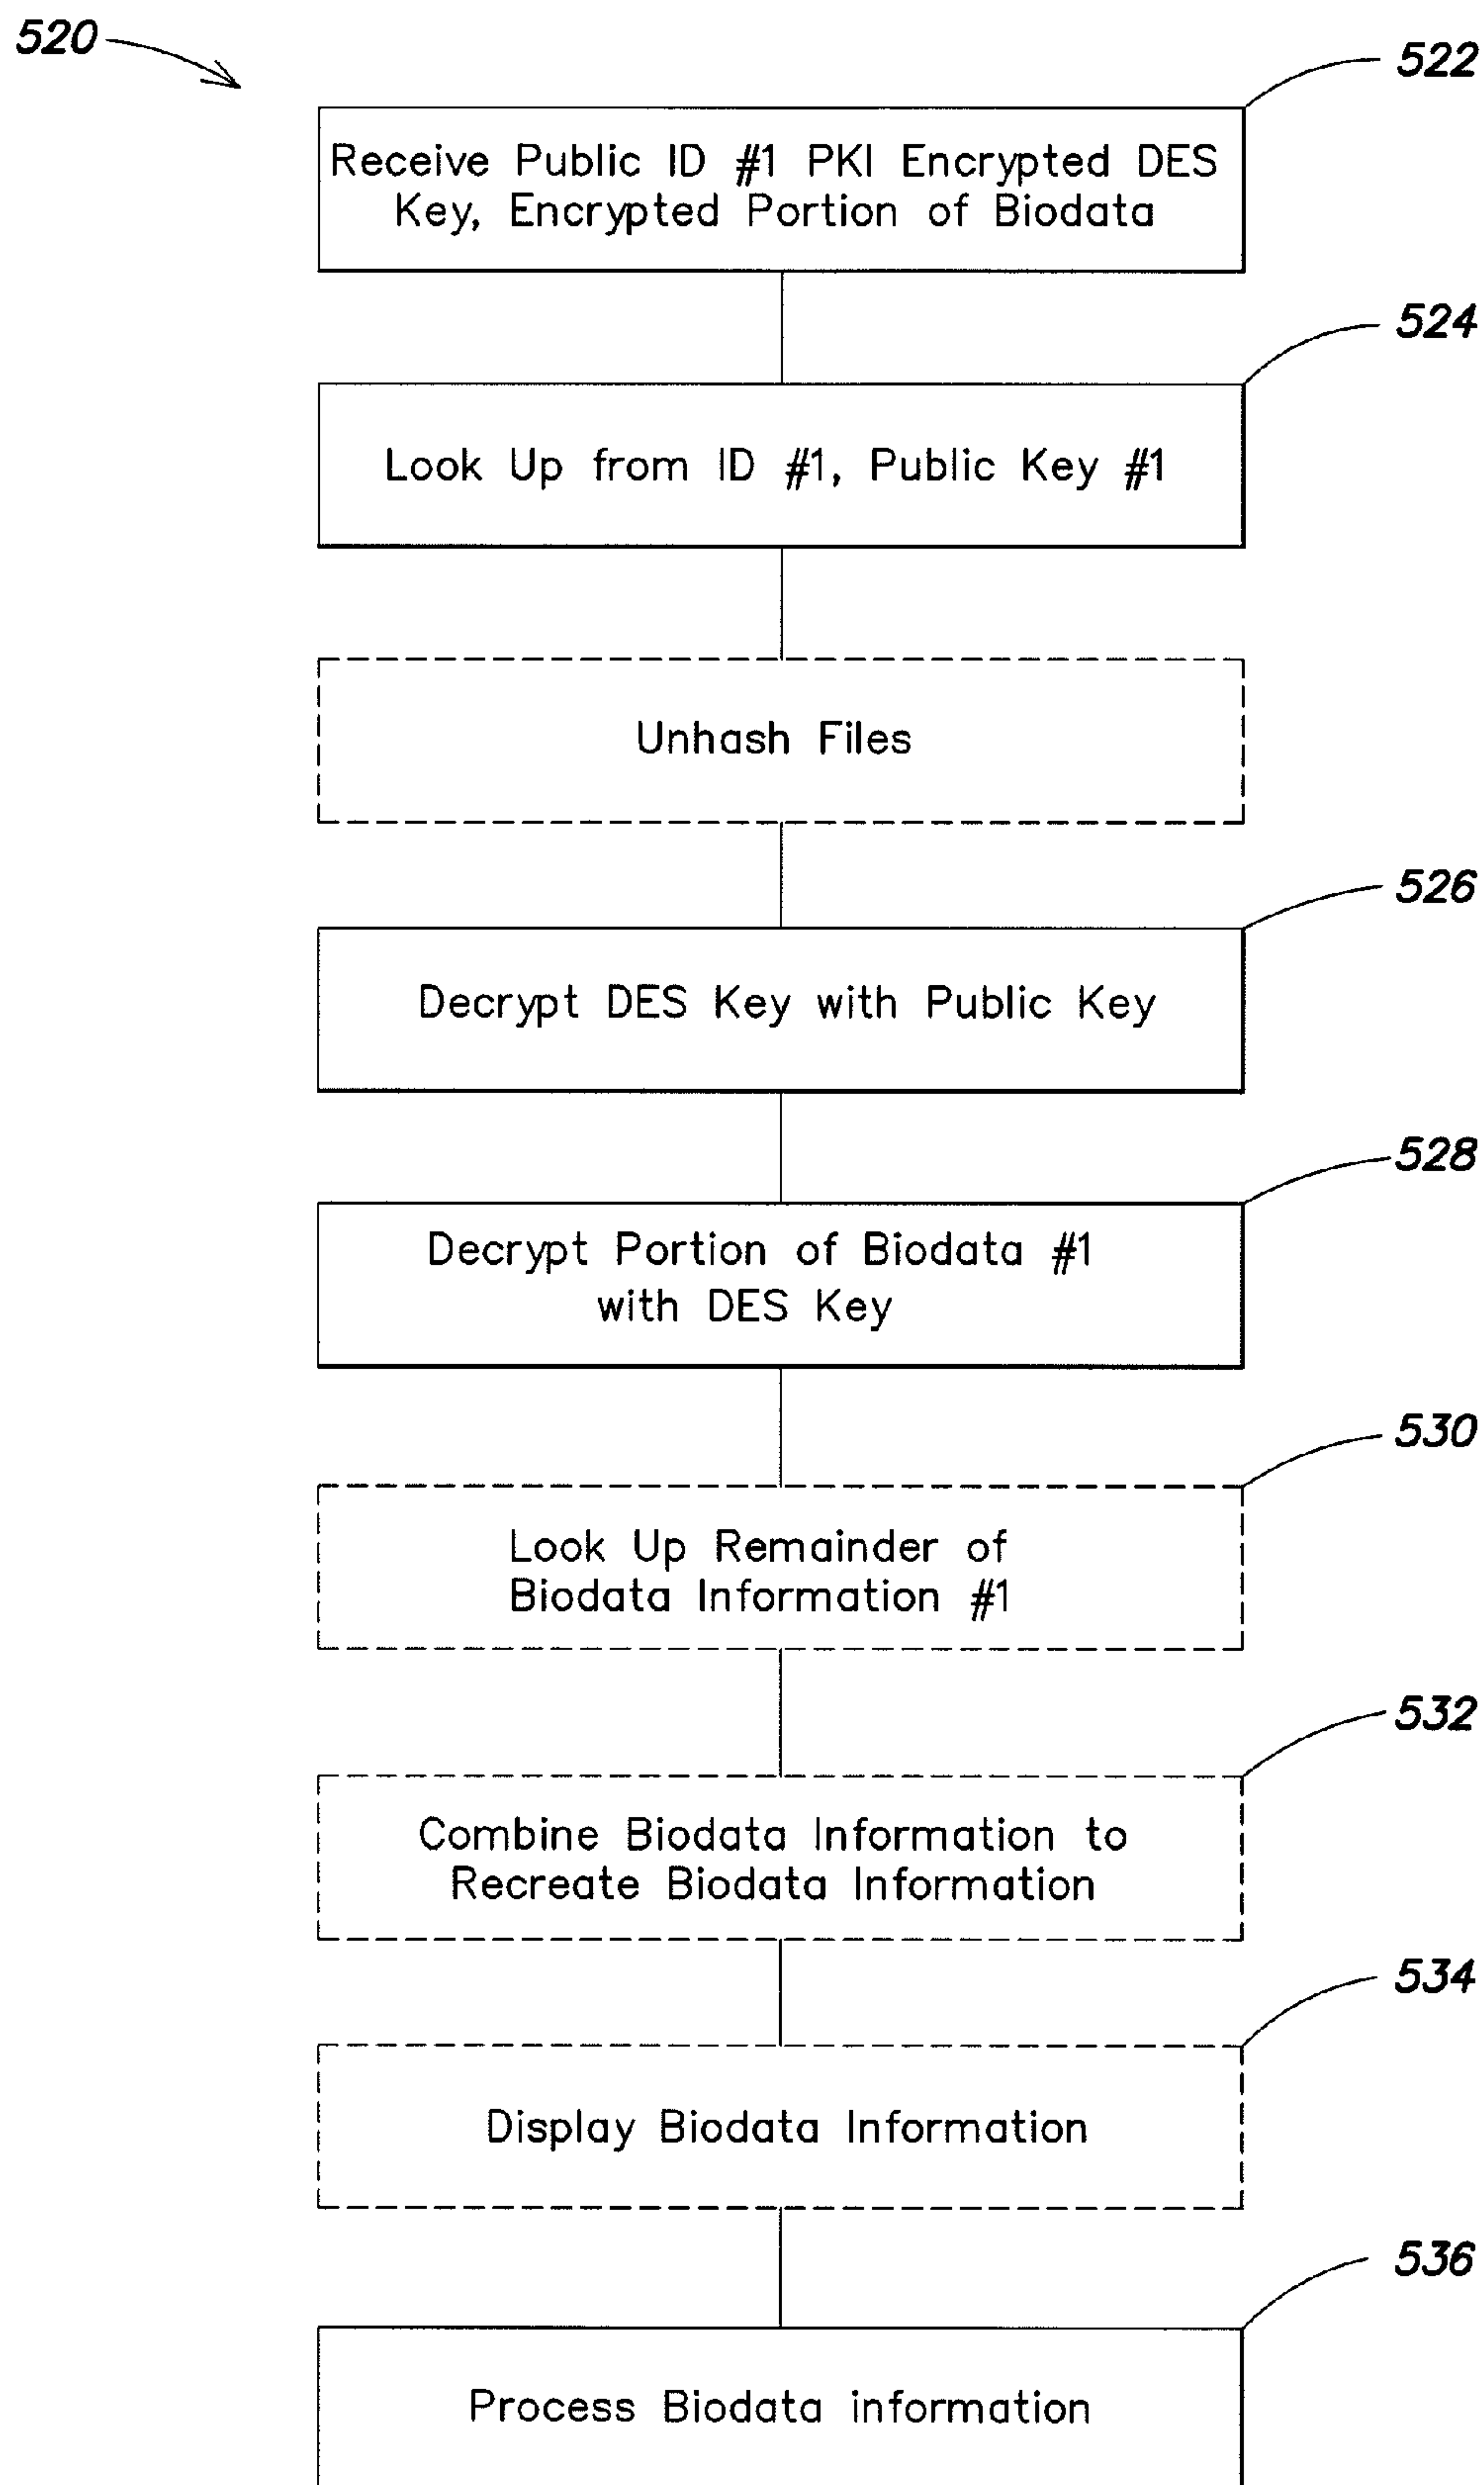 520
522
Receive Public ID #1 PKI Encrypted DES
Key, Encrypted Portion of Biodata
524
Look Up from ID #1, Public Key #1
Unhash Files
526
Decrypt DES Key with Public Key
528
Decrypt Portion of Biodata #1
with DES Key
530
Look Up Remainder of
Biodata Information #1
532
Combine Biodata Information to
Recreate Biodata Information
534
Display Biodata Information
536
Process Biodata information